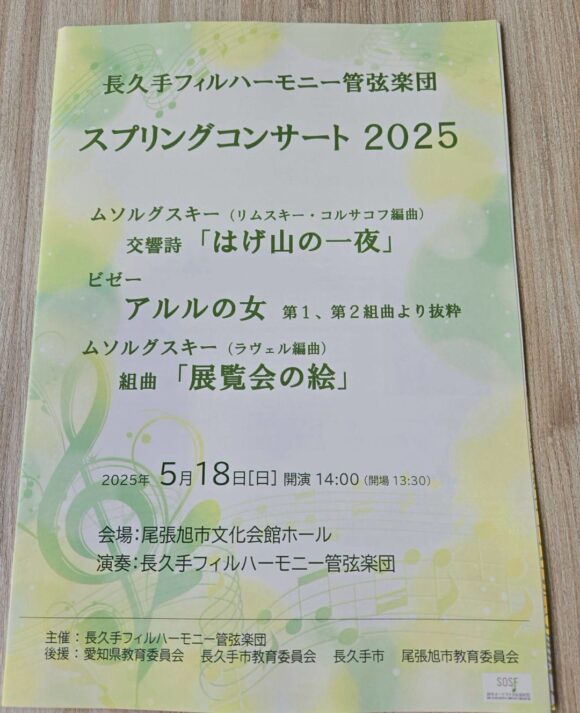 長久手フィルハーモニー管弦楽団
スプリングコンサート 2025
ムソルグスキー（リムスキー・コルサコフ編曲）
交響詩 「はげ山の一夜」
ビゼー
アルルの女 第１、第２組曲より抜粋
ムソルグスキー（ラヴェル編曲）
組曲 「展覧会の絵」
2025年 5月18日[日] 開演 14:00（開場 13:30）
会場：尾張旭市文化会館ホール
演奏：長久手フィルハーモニー管弦楽団
主催：長久手フィルハーモニー管弦楽団
後援：愛知県教育委員会 長久手市教育委員会 長久手市 尾張旭市教育委員会
SDSF